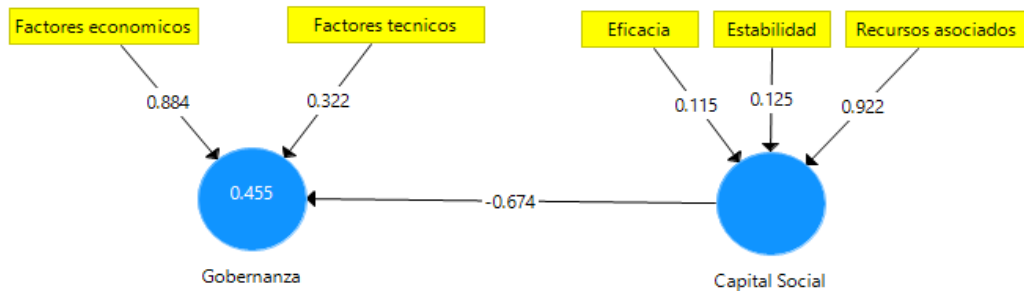 Factores economicos
Factores tecnicos
Eficacia
Estabilidad
Recursos asociados
0.884
0.322
0.115
0.125
0.922
0.455
-0.674
Gobernanza
Capital Social